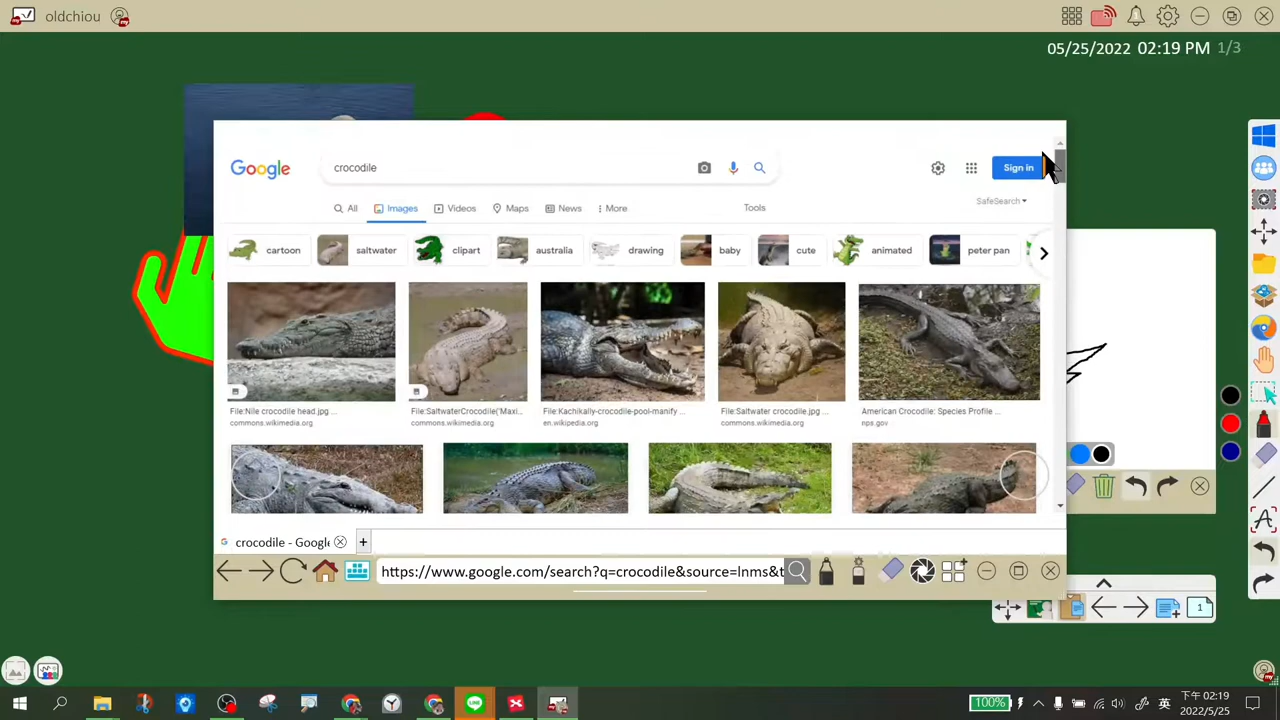 oldchiou
05/25/2022 02:19 PM 1/3
Google
crocodile
Sign in
All
Images
Videos
Maps
News
More
Tools
SafeSearch
cartoon
saltwater
clipart
australia
drawing
baby
cute
animated
peter pan
File:Nile crocodile head.jpg ...
commons.wikimedia.org
File:SaltwaterCrocodile('Maxi...
commons.wikimedia.org
File:Kachikally-crocodile-pool-manify ...
en.wikipedia.org
File:Saltwater crocodile.jpg ...
commons.wikimedia.org
American Crocodile: Species Profile ...
nps.gov
crocodile - Google
https://www.google.com/search?q=crocodile&source=lnms&t
1
LINE
100%
英
下午 02:19
2022/5/25